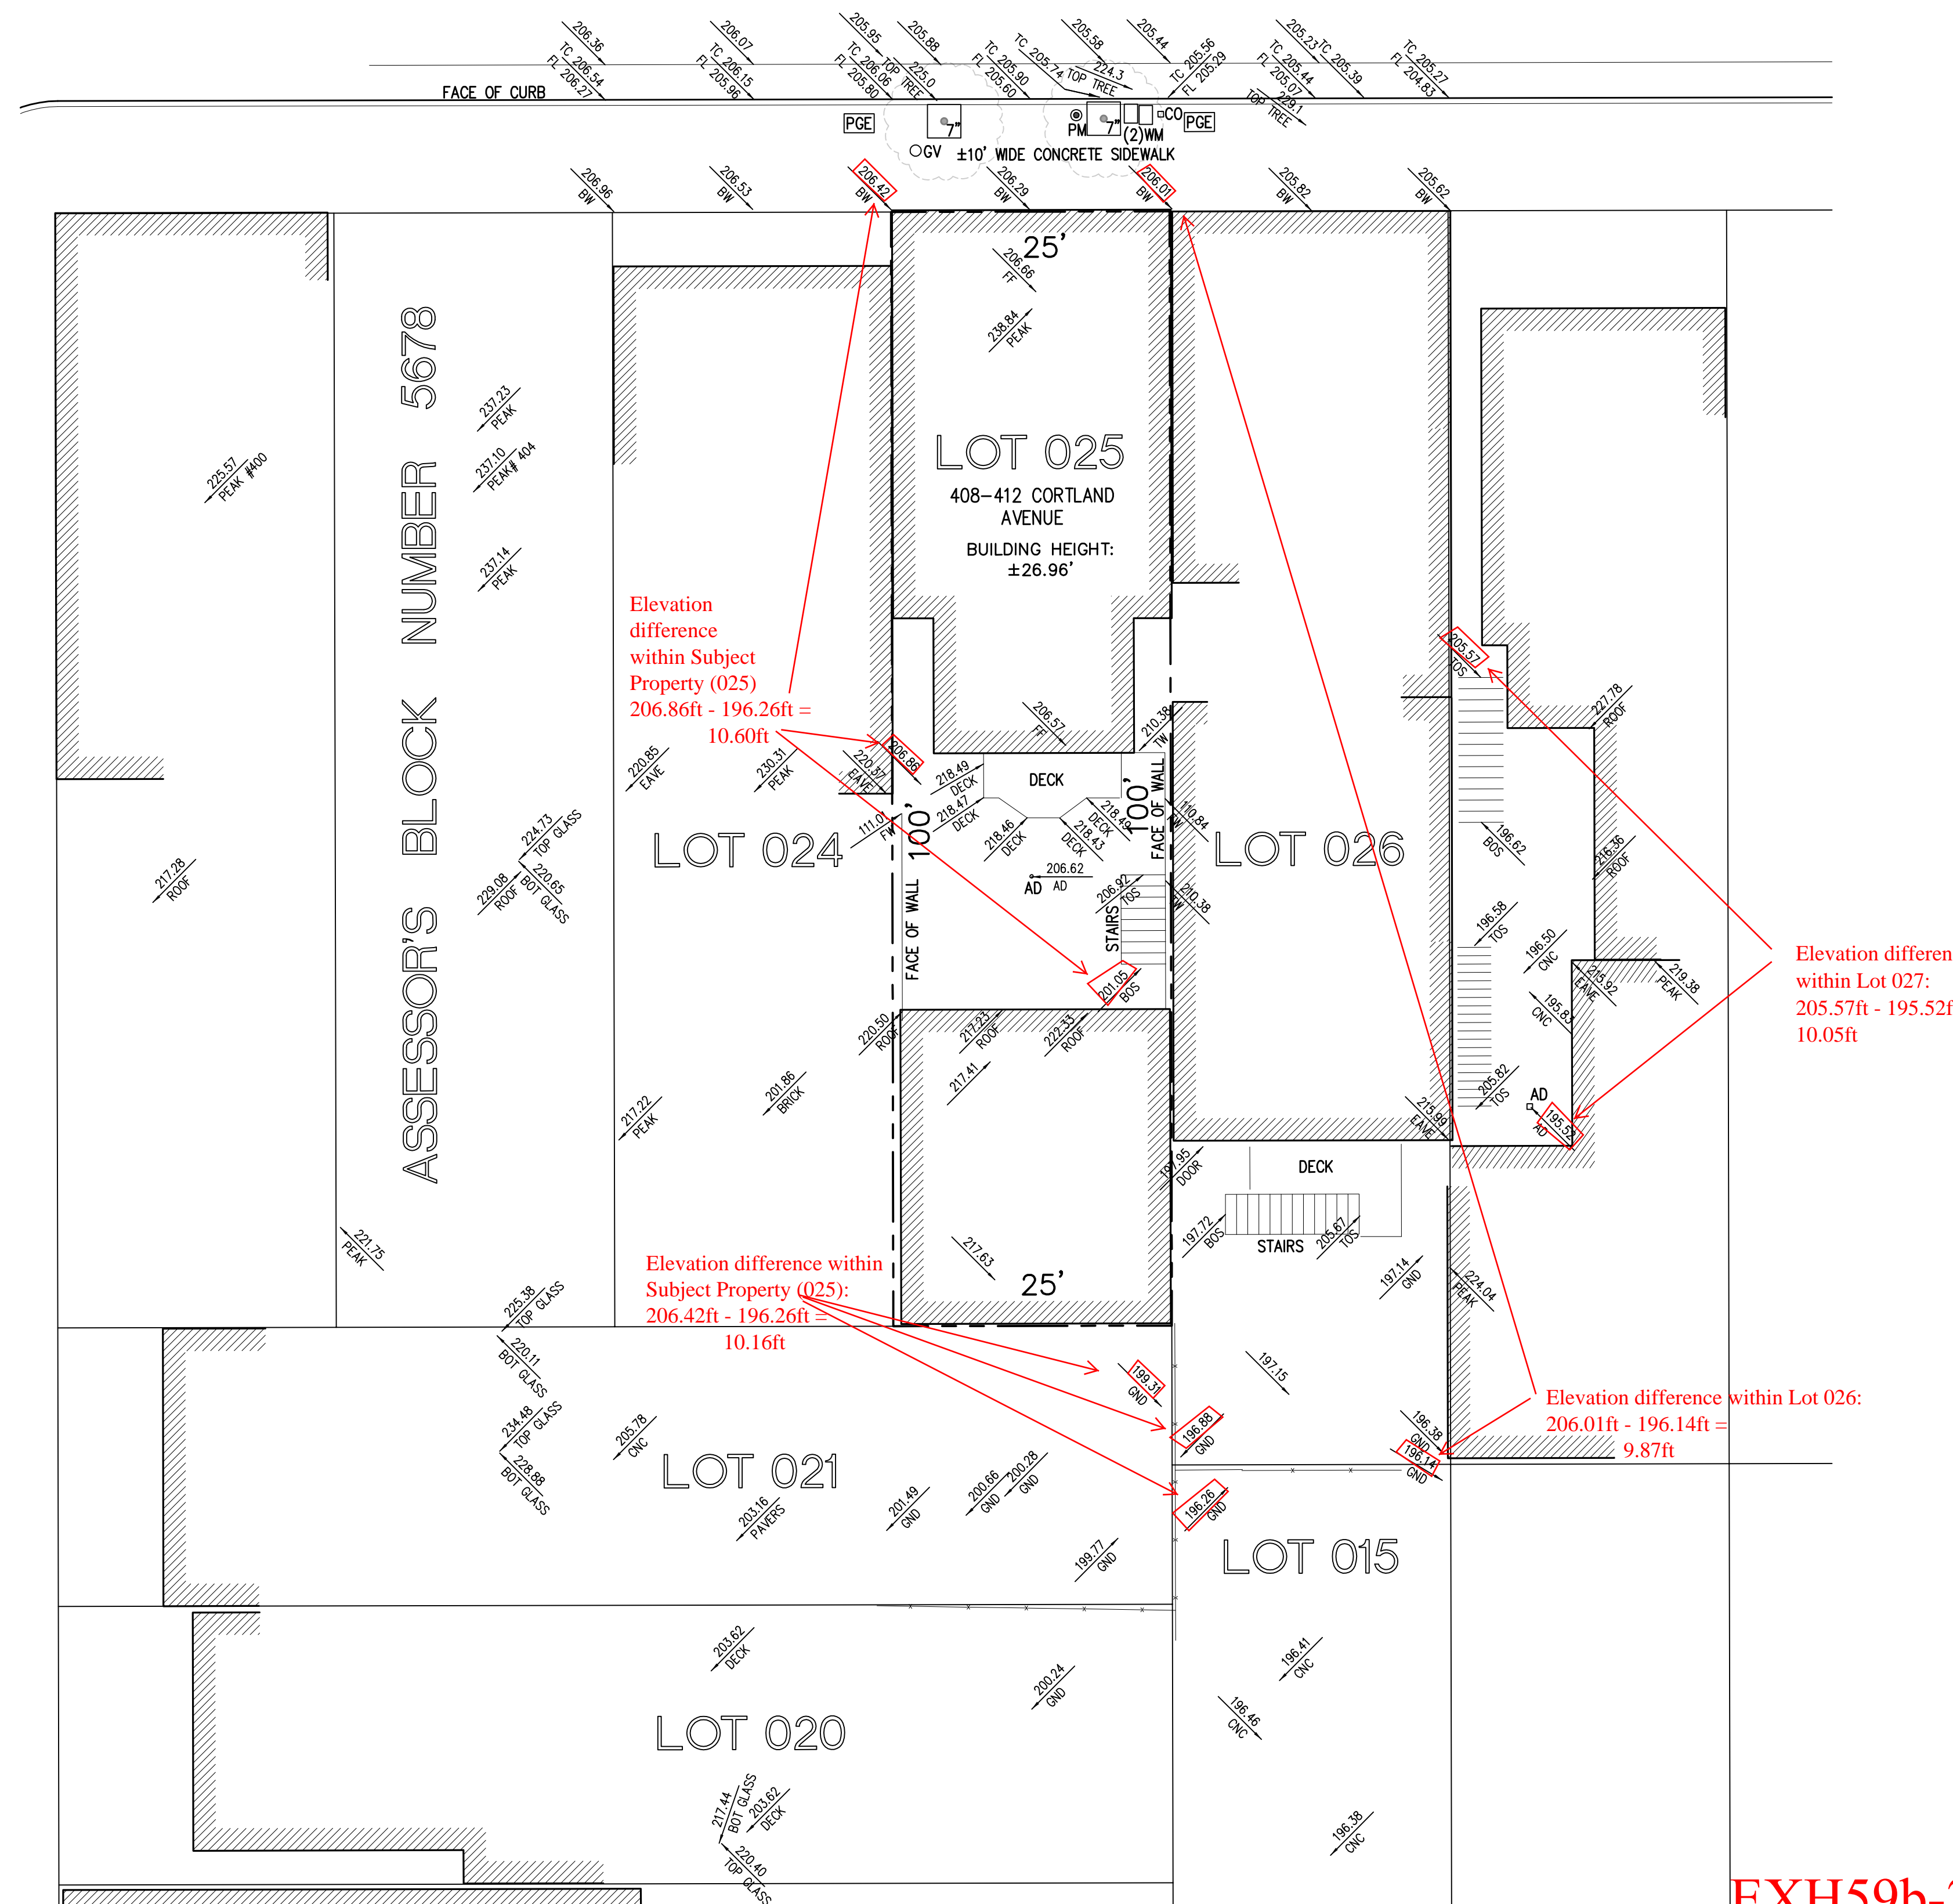 206.36
TC 206.54
FL 206.27
206.07
TC 206.15
FL 205.96
205.95
TC 206.06
FL 205.80
205.88
225.0
TOP TREE
TC 205.90
FL 205.60
TC 205.74
205.58
224.3
TOP TREE
205.44
TC 205.56
FL 205.29
205.23
TC 205.44
FL 205.07
TC 205.39
229.1
TOP TREE
TC 205.27
FL 204.83
FACE OF CURB
PGE
7"
GV
PM
7"
(2)WM
CO
PGE
±10' WIDE CONCRETE SIDEWALK
206.96
BW
206.53
BW
206.42
BW
206.29
BW
206.01
BW
205.82
BW
205.62
BW
25'
206.66
FF
238.84
PEAK
LOT 025
408-412 CORTLAND
AVENUE
BUILDING HEIGHT:
±26.96'
ASSESSOR'S BLOCK NUMBER 5678
225.57
PEAK #400
237.23
PEAK
237.10
PEAK# 404
237.14
PEAK
Elevation
difference
within Subject
Property (025)
206.86ft - 196.26ft =
10.60ft
205.57
TOS
227.78
ROOF
206.57
FF
210.38
TW
206.86
220.85
EAVE
230.31
PEAK
220.37
EAVE
218.49
DECK
218.47
DECK
218.46
DECK
DECK
218.49
DECK
218.43
DECK
100'
100'
FACE OF WALL
FACE OF WALL
111.0
FW
110.84
LOT 024
LOT 026
196.62
BOS
216.36
ROOF
224.73
TOP GLASS
220.65
BOT GLASS
229.08
ROOF
217.28
ROOF
206.62
AD
AD
206.92
TOS
210.38
TW
STAIRS
201.05
BOS
196.58
TOS
196.50
CNC
195.83
CNC
215.92
EAVE
219.38
PEAK
Elevation differen
within Lot 027:
205.57ft - 195.52f
10.05ft
220.50
ROOF
217.23
ROOF
222.33
ROOF
217.41
201.86
BRICK
217.22
PEAK
205.82
TOS
AD
195.52
AD
215.99
EAVE
197.95
DOOR
DECK
197.72
BOS
205.67
TOS
STAIRS
197.14
GND
224.04
PEAK
221.75
PEAK
217.63
25'
Elevation difference within
Subject Property (025):
206.42ft - 196.26ft =
10.16ft
225.38
TOP GLASS
220.11
BOT GLASS
199.31
GND
197.15
196.88
GND
196.38
GND
196.14
GND
Elevation difference within Lot 026:
206.01ft - 196.14ft =
9.87ft
234.48
TOP GLASS
228.88
BOT GLASS
205.78
CNC
LOT 021
203.16
PAVERS
201.49
GND
200.66
GND
200.28
GND
196.26
GND
199.77
GND
LOT 015
203.62
DECK
200.24
GND
196.41
CNC
196.46
CNC
LOT 020
217.44
BOT GLASS
203.62
DECK
220.40
TOP GLASS
196.38
CNC
EXH59b-